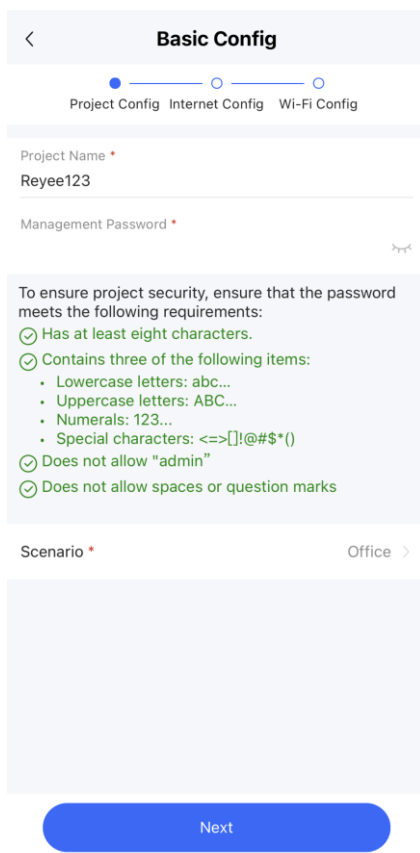 Basic Config
Project Config Internet Config Wi-Fi Config
Project Name *
Reyee123
Management Password *
To ensure project security, ensure that the password
meets the following requirements:
Has at least eight characters.
Contains three of the following items:
• Lowercase letters: abc...
• Uppercase letters: ABC...
• Numerals: 123...
• Special characters: <=>[]!@#$*()
Does not allow "admin"
Does not allow spaces or question marks
Scenario * Office >
Next